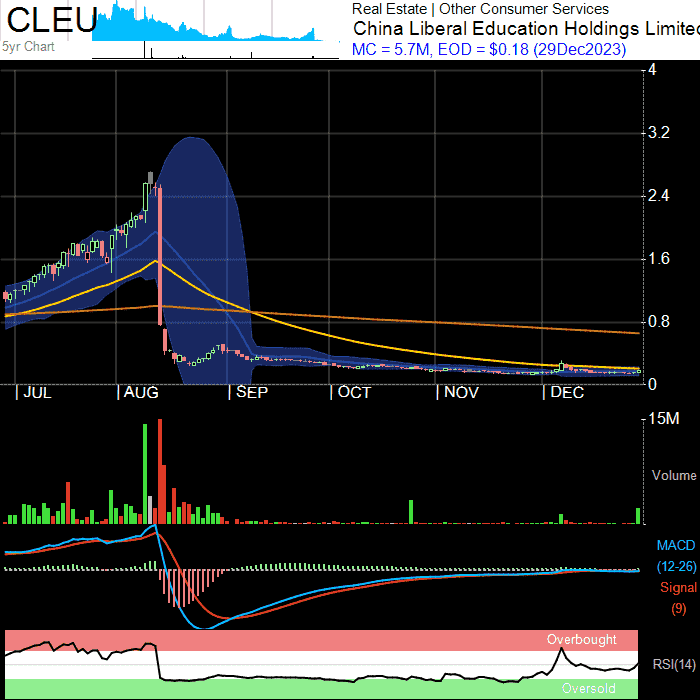 CLEU
5yr Chart
Real Estate | Other Consumer Services
China Liberal Education Holdings Limited
MC = 5.7M, EOD = $0.18 (29Dec2023)
4
3.2
2.4
1.6
0.8
0
JUL AUG SEP OCT NOV DEC
15M
Volume
MACD
(12-26)
Signal
(9)
Overbought
RSI(14)
Oversold